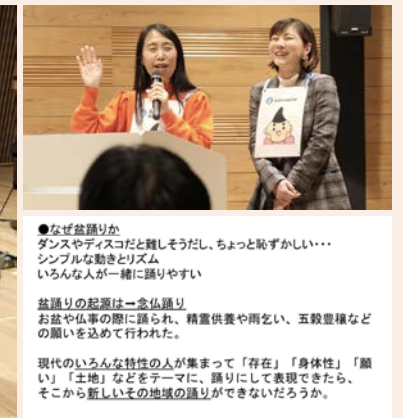 ●なぜ盆踊りか
ダンスやディスコだと難しそうだし、ちょっと恥ずかしい・・・
シンプルな動きとリズム
いろんな人が一緒に踊りやすい
盆踊りの起源は→念仏踊り
お盆や仏事の際に踊られ、精霊供養や雨乞い、五穀豊穣など
の願いを込めて行われた。
現代のいろんな特性の人が集まって「存在」「身体性」「願
い」「土地」などをテーマに、踊りにして表現できたら、
そこから新しいその地域の踊りができないだろうか。